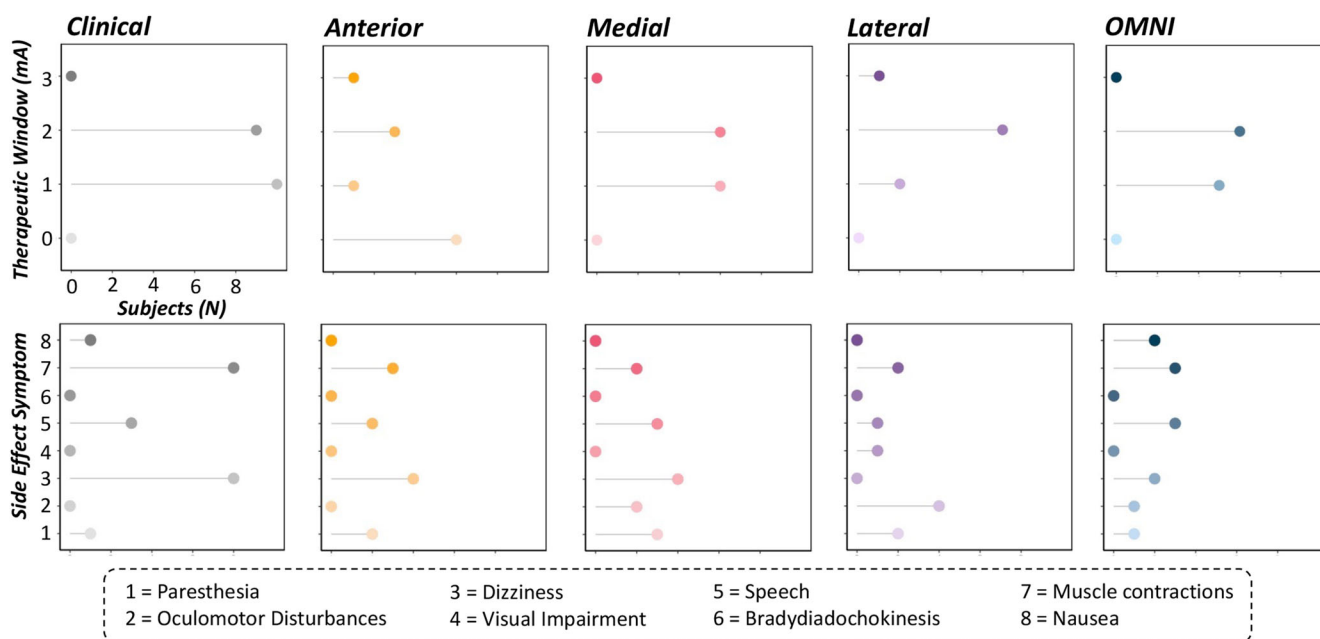 Clinical Anterior Medial Lateral OMNI
Therapeutic Window (mA)
3
2
1
0
0 2 4 6 8
Subjects (N)
Side Effect Symptom
8
7
6
5
4
3
2
1
1 = Paresthesia 3 = Dizziness 5 = Speech 7 = Muscle contractions
2 = Oculomotor Disturbances 4 = Visual Impairment 6 = Bradydiadochokinesis 8 = Nausea